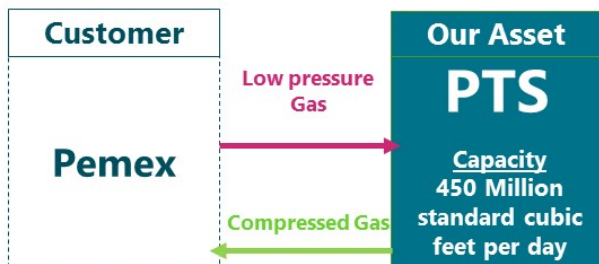 Customer
Pemex
Low pressure
Gas
Compressed Gas
Our Asset
PTS
Capacity
450 Million
standard cubic
feet per day